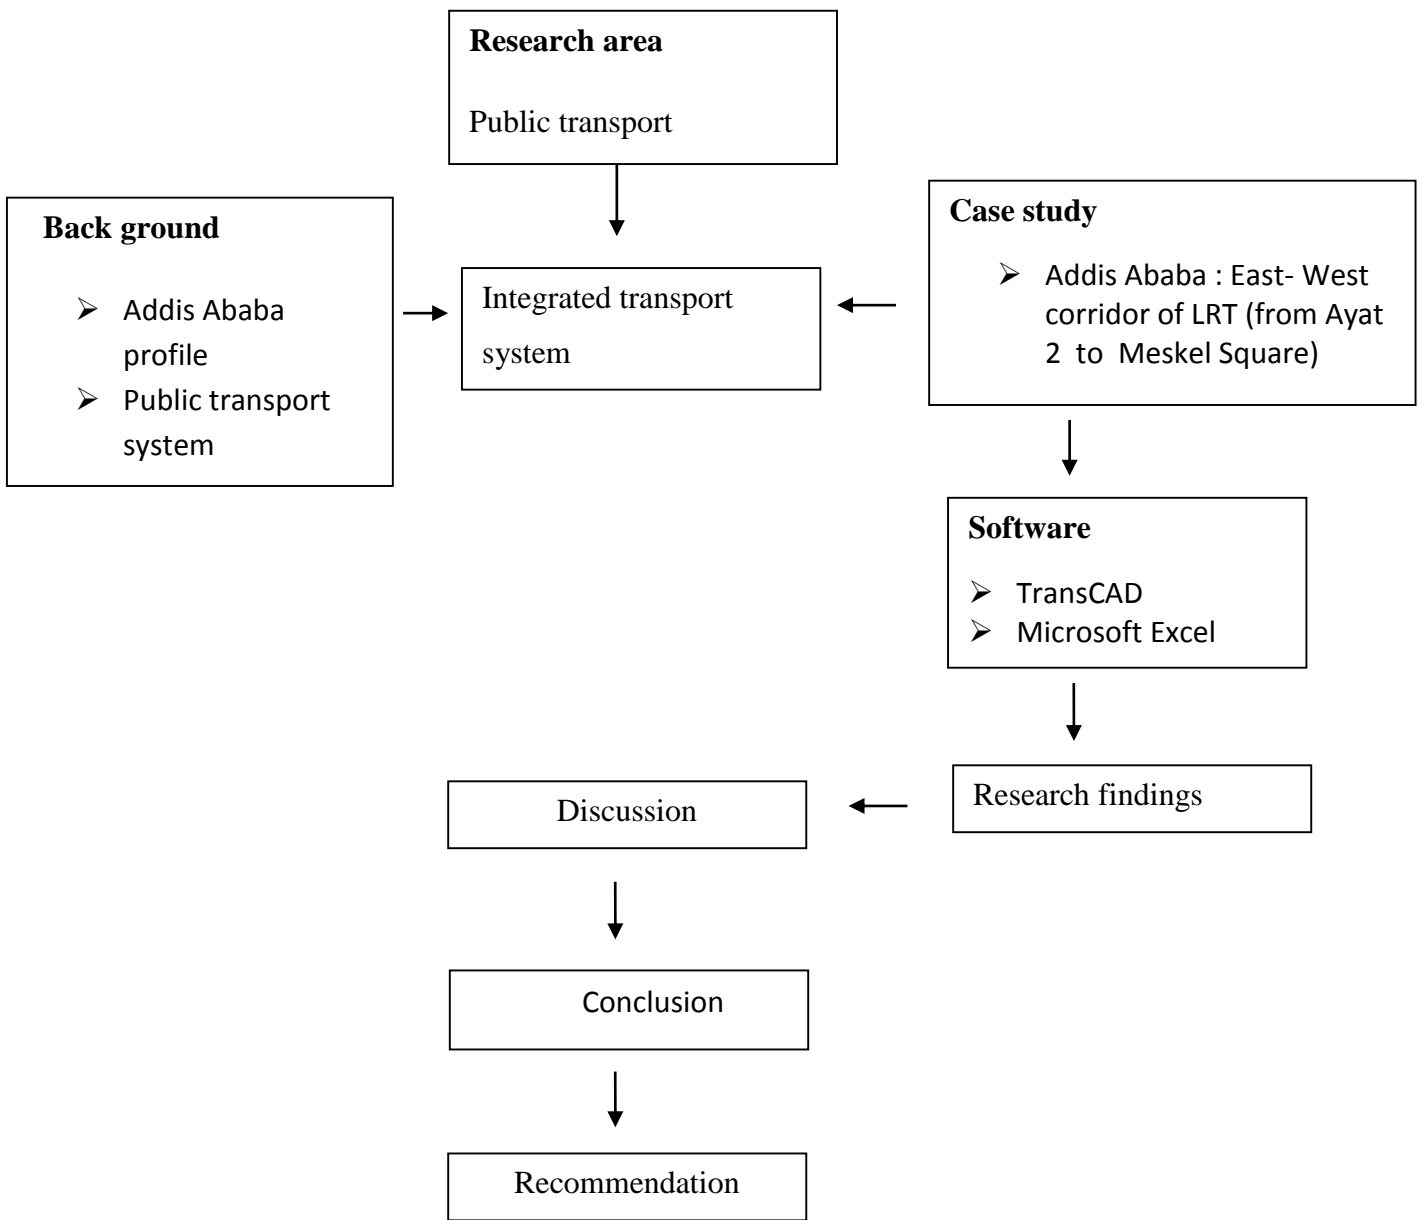 Research area
Public transport
Back ground
➢ Addis Ababa
profile
➢ Public transport
system
Integrated transport
system
Case study
➢ Addis Ababa : East- West
corridor of LRT (from Ayat
2 to Meskel Square)
Software
➢ TransCAD
➢ Microsoft Excel
Research findings
Discussion
Conclusion
Recommendation